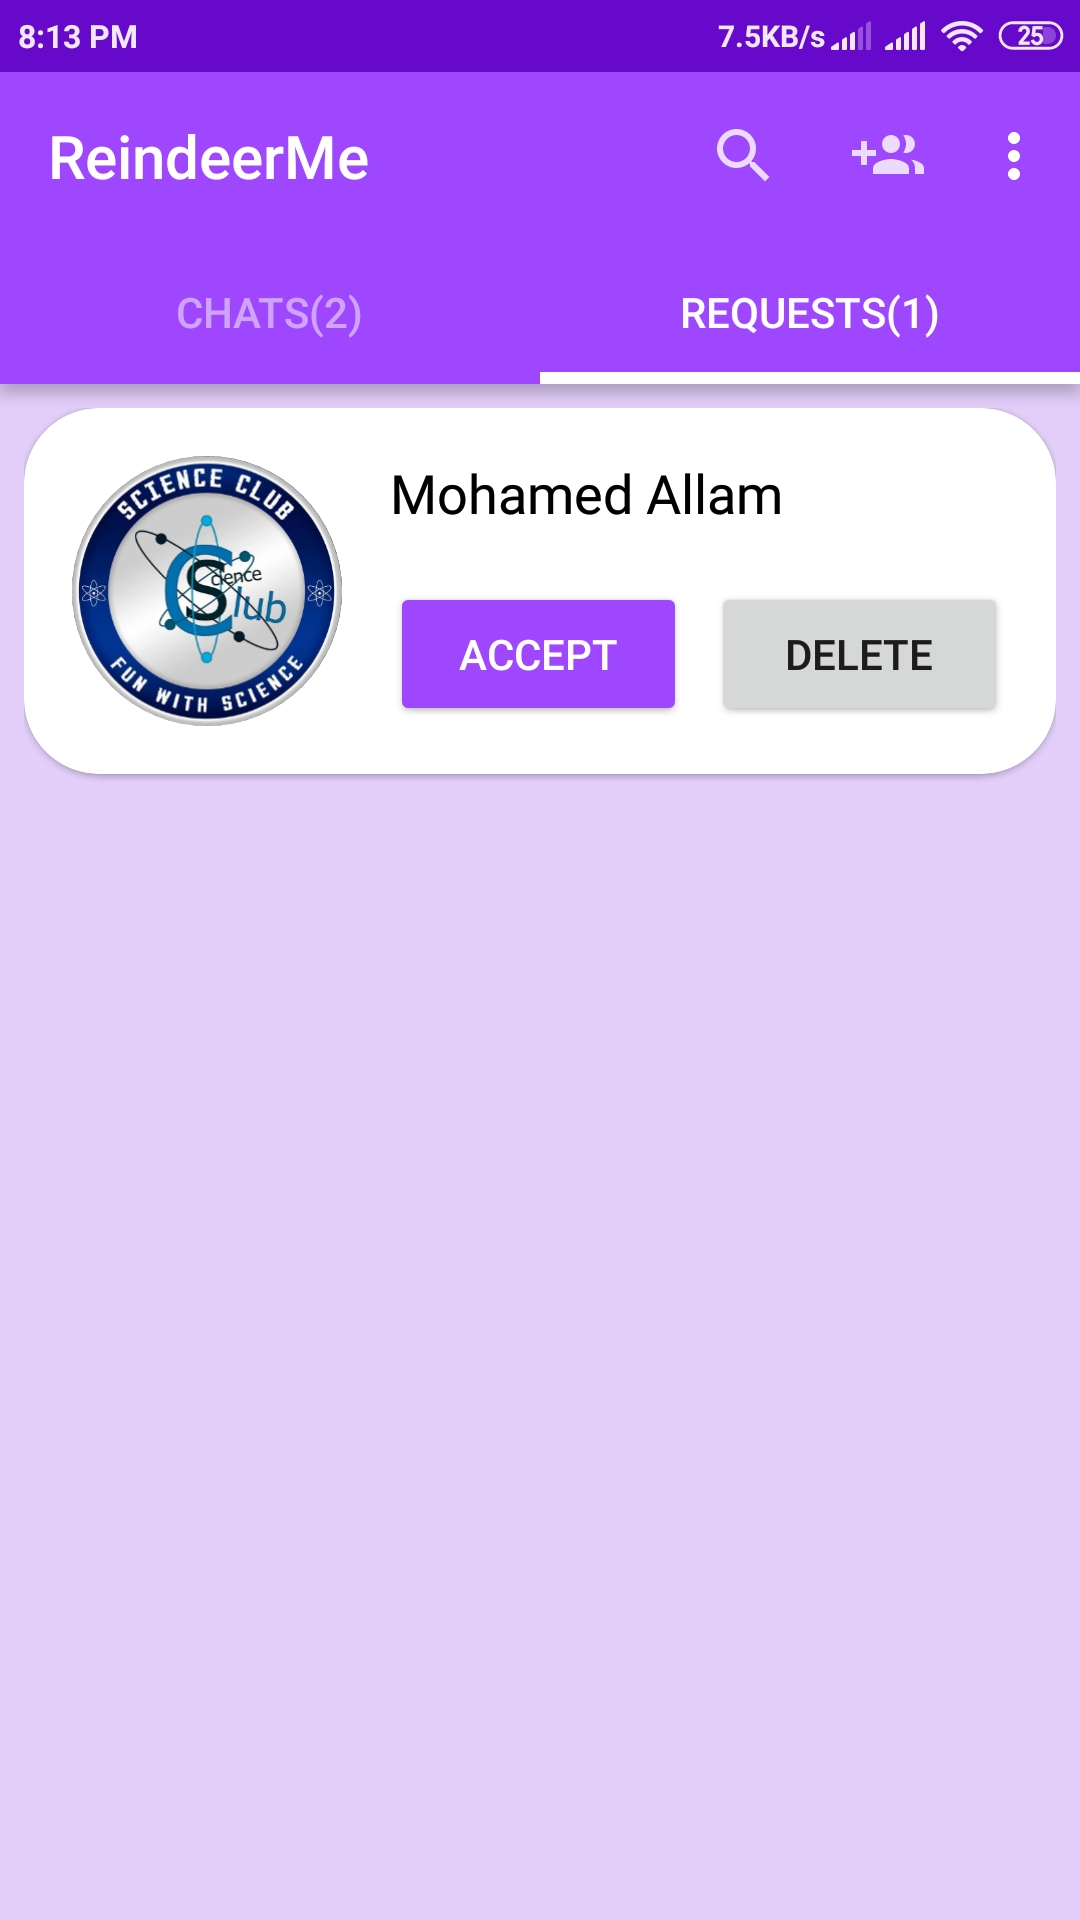 8:13 PM 7.5KB/s 25
ReindeerMe
CHATS(2) REQUESTS(1)
SCIENCE CLUB
Science
Club
FUN WITH SCIENCE
Mohamed Allam
ACCEPT DELETE